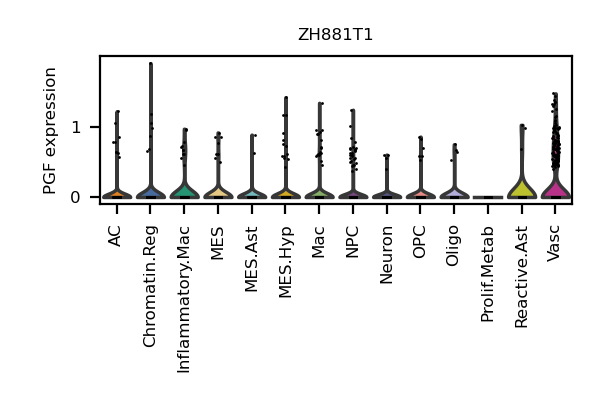 ZH881T1
PGF expression
1
0
AC
Chromatin.Reg
Inflammatory.Mac
MES
MES.Ast
MES.Hyp
Mac
NPC
Neuron
OPC
Oligo
Prolif.Metab
Reactive.Ast
Vasc